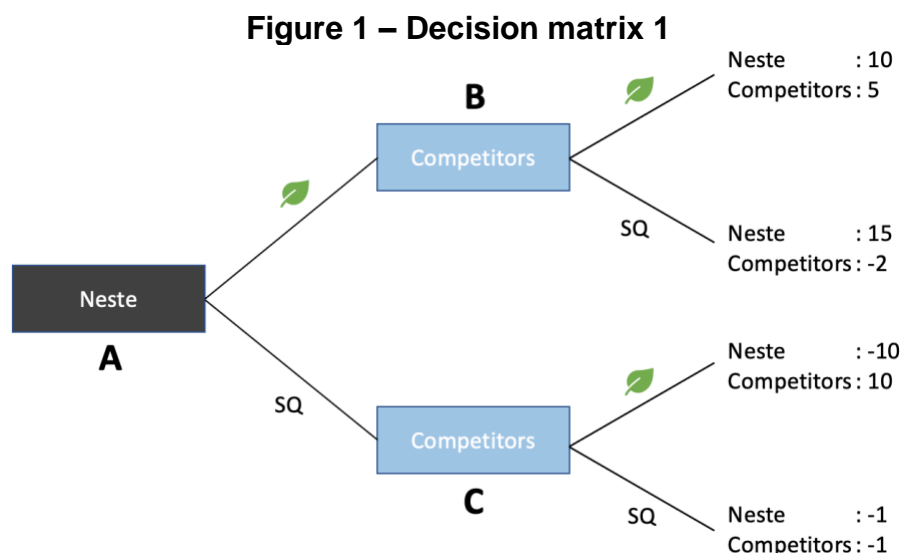 Figure 1 – Decision matrix 1
Neste : 10
Competitors : 5
B
Competitors
SQ
Neste : 15
Competitors : -2
Neste
A
SQ
Neste : -10
Competitors : 10
Competitors
C
SQ
Neste : -1
Competitors : -1